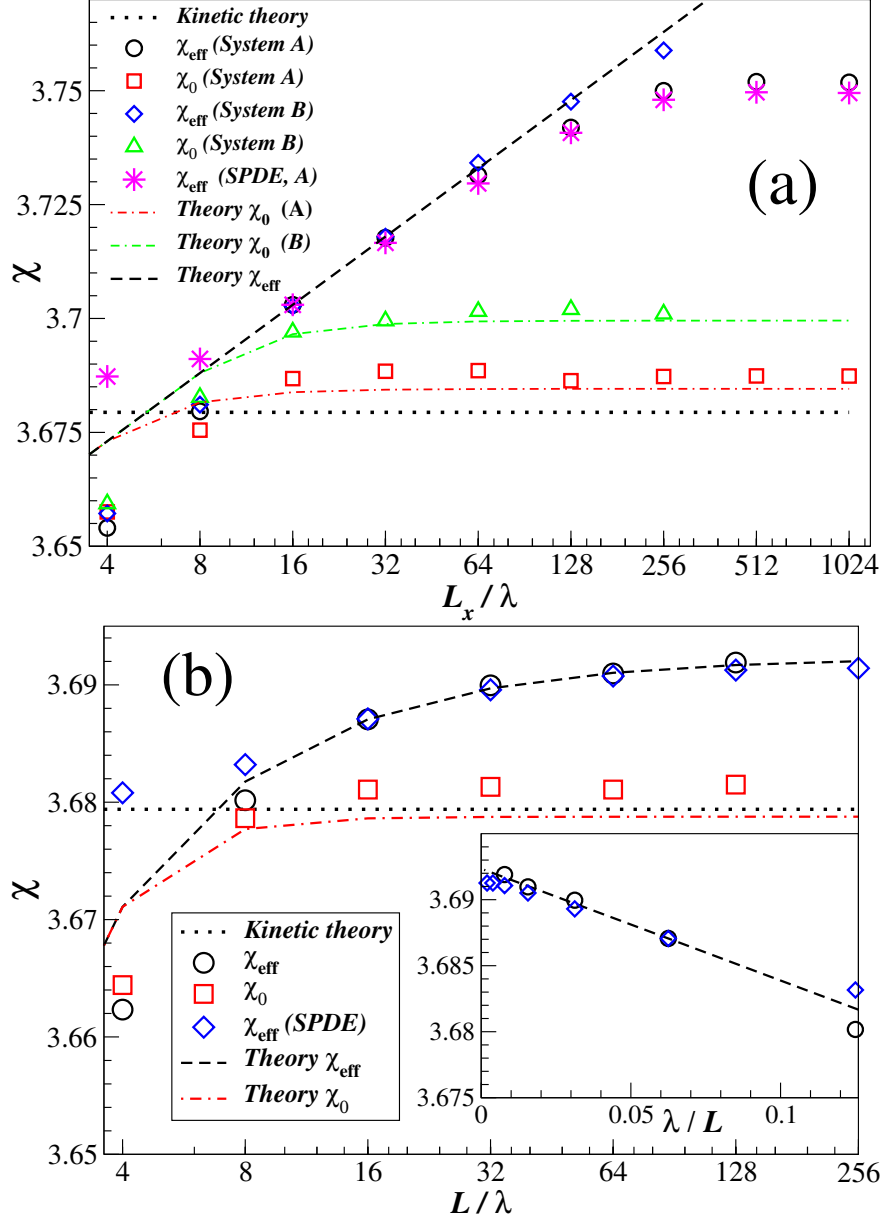 Kinetic theory
χeff (System A)
χ0 (System A)
χeff (System B)
χ0 (System B)
χeff (SPDE, A)
Theory χ0 (A)
Theory χ0 (B)
Theory χeff
(a)
3.75
3.725
3.7
3.675
3.65
χ
4 8 16 32 64 128 256 512 1024
Lx / λ
(b)
3.69
3.68
3.67
3.66
3.65
χ
Kinetic theory
χeff
χ0
χeff (SPDE)
Theory χeff
Theory χ0
3.69
3.685
3.68
3.675
0 0.05 0.1
λ / L
4 8 16 32 64 128 256
L / λ